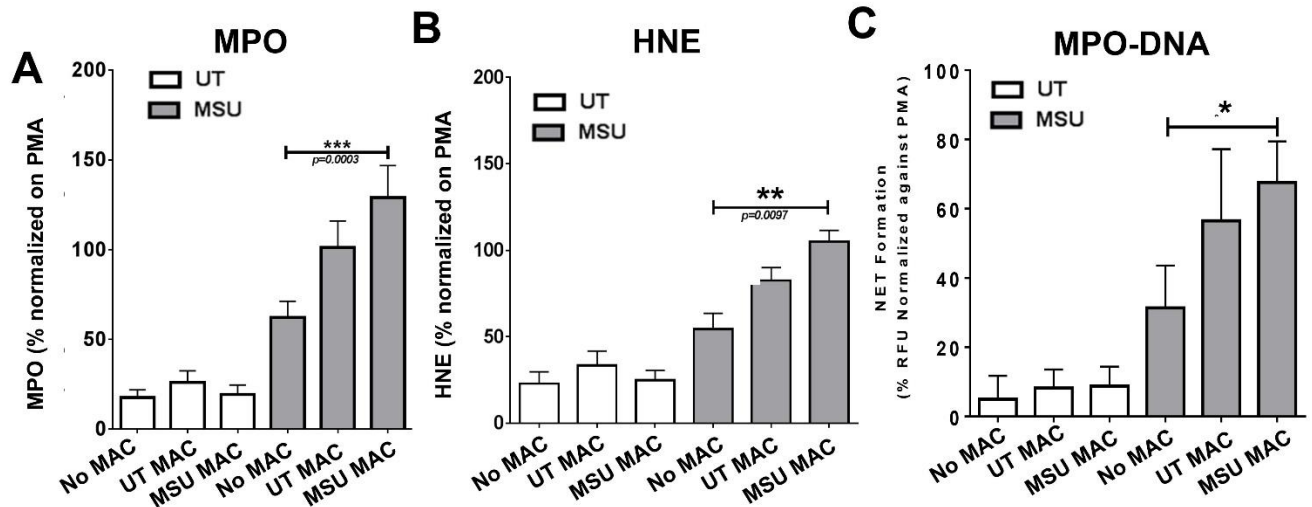 A
MPO
MPO (% normalized on PMA
200
150
100
50
0
UT
MSU
***
p=0.0003
No MAC
UT MAC
MSU MAC
No MAC
UT MAC
MSU MAC
B
HNE
HNE (% normalized on PMA
200
150
100
50
0
UT
MSU
**
p=0.0097
No MAC
UT MAC
MSU MAC
No MAC
UT MAC
MSU MAC
C
MPO-DNA
NET Formation
(% RFU Normalized against PMA)
100
80
60
40
20
0
UT
MSU
*
No MAC
UT MAC
MSU MAC
No MAC
UT MAC
MSU MAC